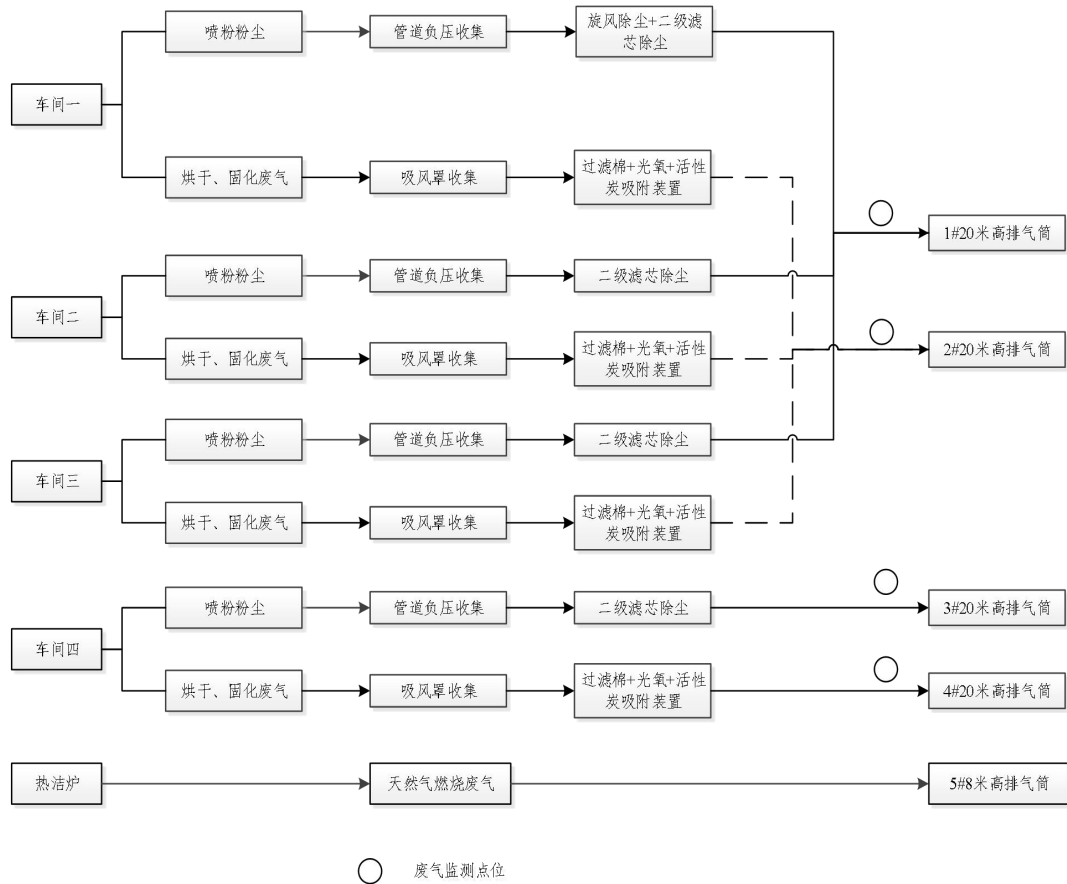 喷粉粉尘
管道负压收集
旋风除尘+二级滤
芯除尘
车间一
烘干、固化废气
吸风罩收集
过滤棉+光氧+活性
炭吸附装置
1#20米高排气筒
喷粉粉尘
管道负压收集
二级滤芯除尘
车间二
烘干、固化废气
吸风罩收集
过滤棉+光氧+活性
炭吸附装置
2#20米高排气筒
喷粉粉尘
管道负压收集
二级滤芯除尘
车间三
烘干、固化废气
吸风罩收集
过滤棉+光氧+活性
炭吸附装置
喷粉粉尘
管道负压收集
二级滤芯除尘
3#20米高排气筒
车间四
烘干、固化废气
吸风罩收集
过滤棉+光氧+活性
炭吸附装置
4#20米高排气筒
热洁炉
天然气燃烧废气
5#8米高排气筒
废气监测点位